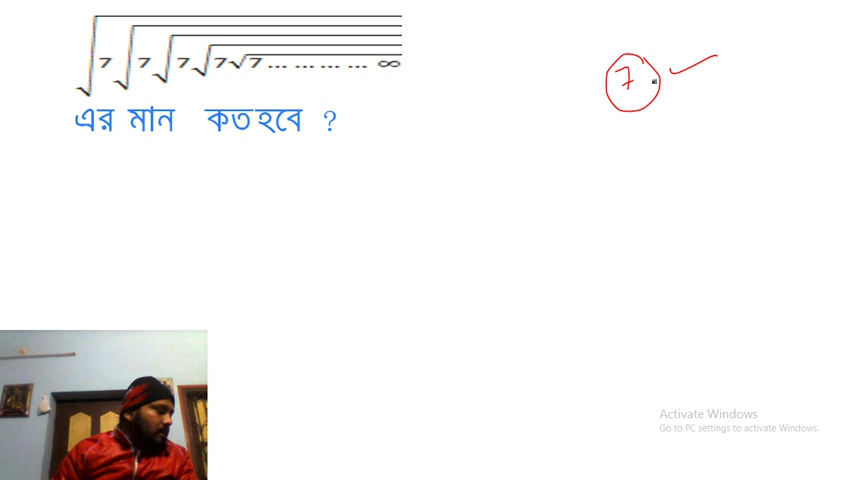 √7√7√7√7√7 ... ... ... ... ∞
এর মান কত হবে ?
7
Activate Windows
Go to PC settings to activate Windows.